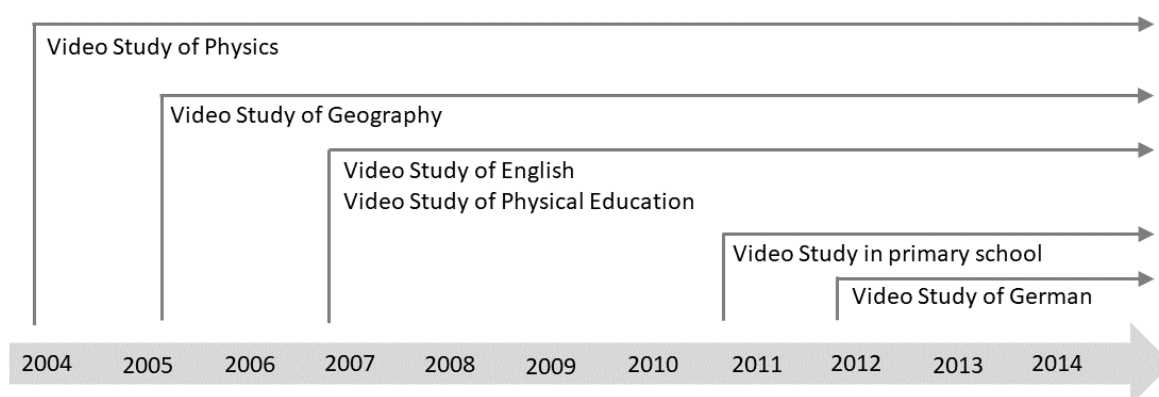 Video Study of Physics
Video Study of Geography
Video Study of English
Video Study of Physical Education
Video Study in primary school
Video Study of German
2004 2005 2006 2007 2008 2009 2010 2011 2012 2013 2014